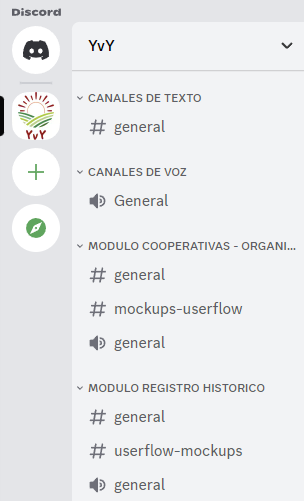 Discord
YvY
YvY
CANALES DE TEXTO
general
CANALES DE VOZ
General
MODULO COOPERATIVAS - ORGANI...
general
mockups-userflow
general
MODULO REGISTRO HISTORICO
general
userflow-mockups
general